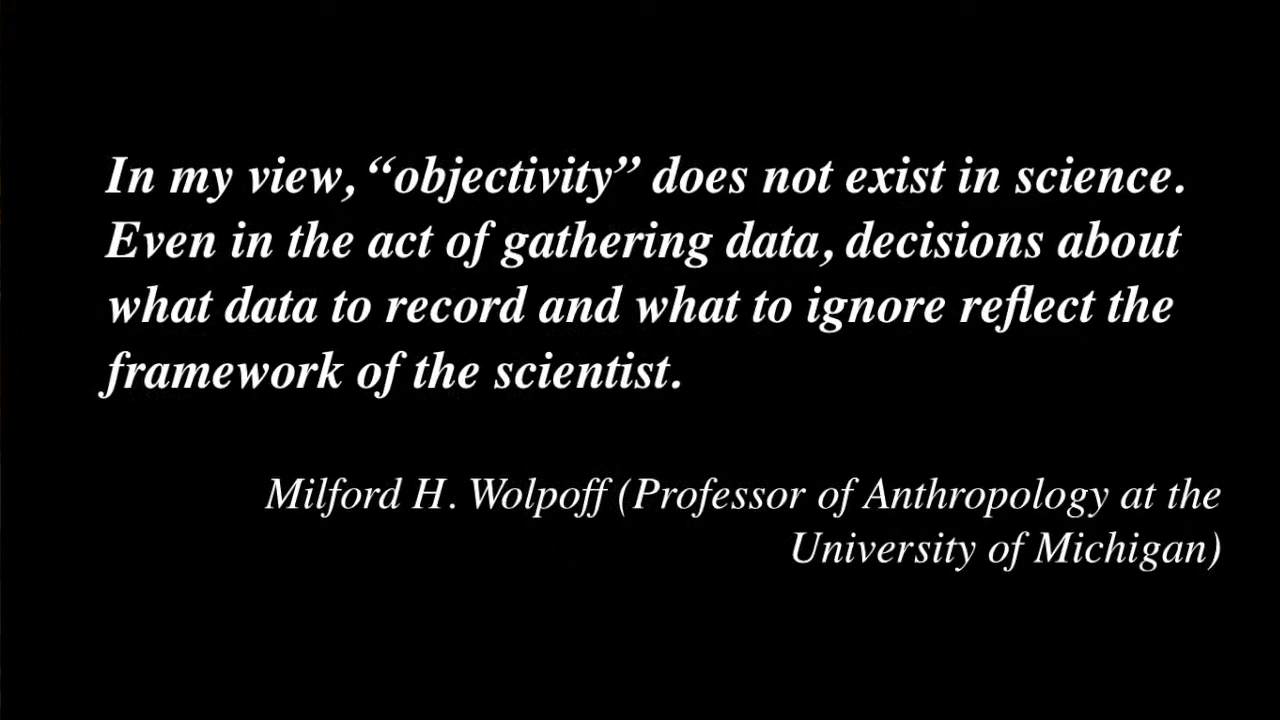 In my view, “objectivity” does not exist in science.
Even in the act of gathering data, decisions about
what data to record and what to ignore reflect the
framework of the scientist.
Milford H. Wolpoff (Professor of Anthropology at the
University of Michigan)